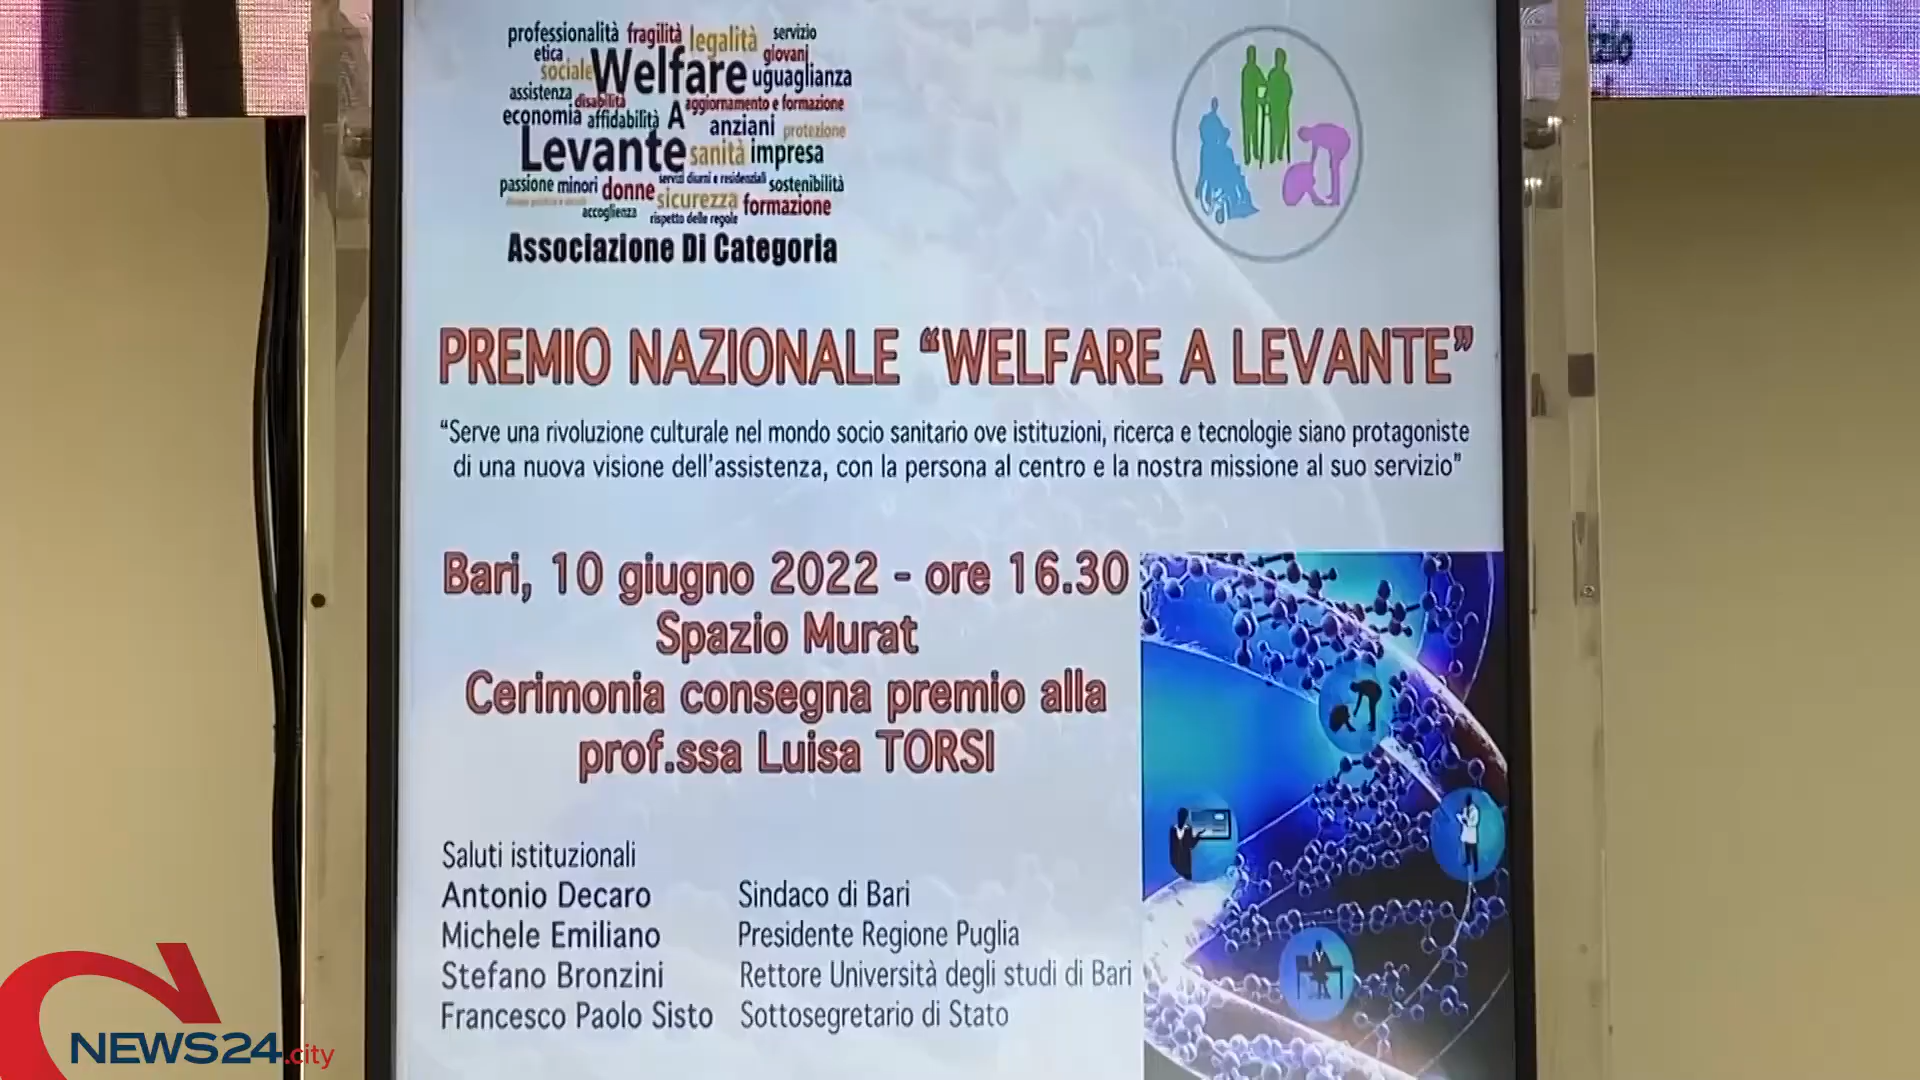 professionalità fragilità legalità servizio
etica giovani
sociale Welfare uguaglianza
assistenza disabilità aggiornamento e formazione
economia affidabilità A anziani protezione
Levante sanità impresa
passione minori donne servizi diurni e residenziali sostenibilità
sicurezza formazione
accoglienza rispetto delle regole
Associazione Di Categoria
PREMIO NAZIONALE “WELFARE A LEVANTE”
“Serve una rivoluzione culturale nel mondo socio sanitario ove istituzioni, ricerca e tecnologie siano protagoniste
di una nuova visione dell’assistenza, con la persona al centro e la nostra missione al suo servizio”
Bari, 10 giugno 2022 - ore 16.30
Spazio Murat
Cerimonia consegna premio alla
prof.ssa Luisa TORSI
Saluti istituzionali
Antonio Decaro Sindaco di Bari
Michele Emiliano Presidente Regione Puglia
Stefano Bronzini Rettore Università degli studi di Bari
Francesco Paolo Sisto Sottosegretario di Stato
NEWS24.city